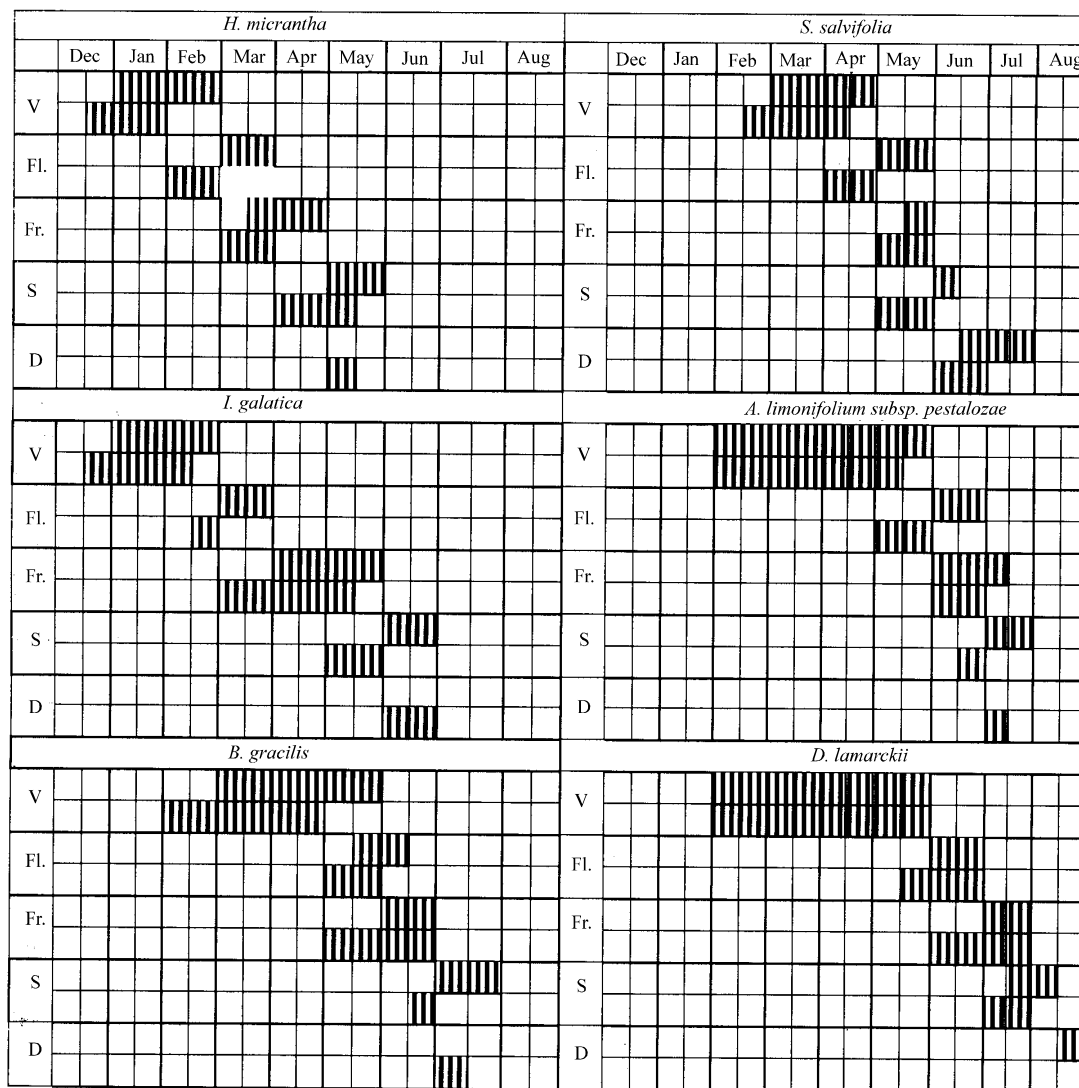 H. micrantha
Dec Jan Feb Mar Apr May Jun Jul Aug
V
Fl.
Fr.
S
D
S. salvifolia
Dec Jan Feb Mar Apr May Jun Jul Aug
V
Fl.
Fr.
S
D
I. galatica
V
Fl.
Fr.
S
D
A. limonifolium subsp. pestalozae
V
Fl.
Fr.
S
D
B. gracilis
V
Fl.
Fr.
S
D
D. lamarckii
V
Fl.
Fr.
S
D